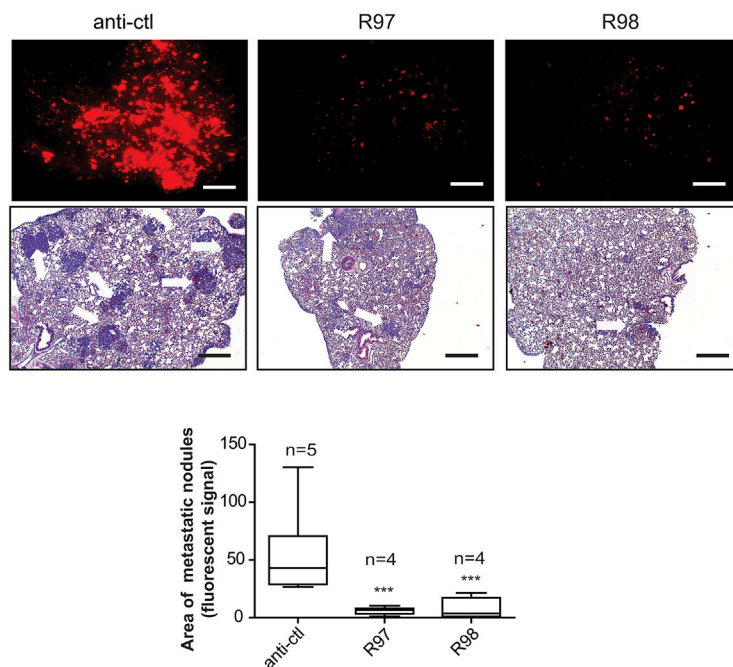 anti-ctl R97 R98
Area of metastatic nodules
(fluorescent signal)
150
100
50
0
n=5
n=4
n=4
***
***
anti-ctl
R97
R98